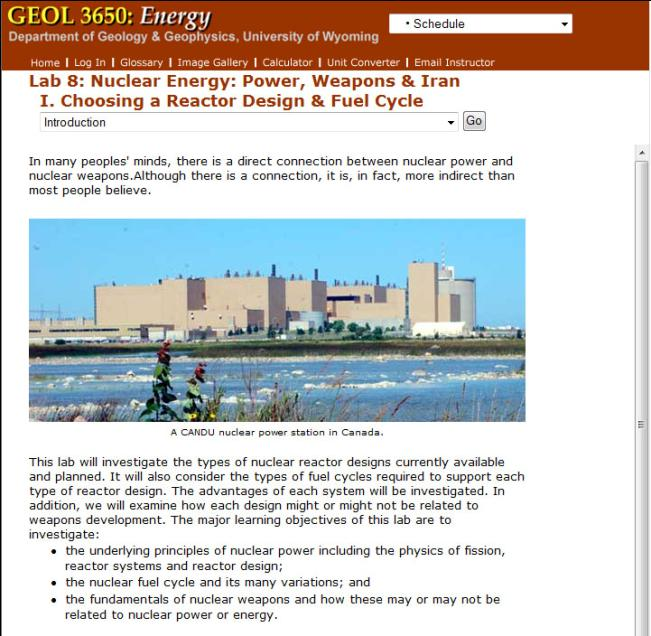 GEOL 3650: Energy
Department of Geology & Geophysics, University of Wyoming
• Schedule
Home | Log In | Glossary | Image Gallery | Calculator | Unit Converter | Email Instructor
Lab 8: Nuclear Energy: Power, Weapons & Iran
I. Choosing a Reactor Design & Fuel Cycle
Introduction
Go
In many peoples' minds, there is a direct connection between nuclear power and
nuclear weapons.Although there is a connection, it is, in fact, more indirect than
most people believe.
A CANDU nuclear power station in Canada.
This lab will investigate the types of nuclear reactor designs currently available
and planned. It will also consider the types of fuel cycles required to support each
type of reactor design. The advantages of each system will be investigated. In
addition, we will examine how each design might or might not be related to
weapons development. The major learning objectives of this lab are to
investigate:
• the underlying principles of nuclear power including the physics of fission,
reactor systems and reactor design;
• the nuclear fuel cycle and its many variations; and
• the fundamentals of nuclear weapons and how these may or may not be
related to nuclear power or energy.